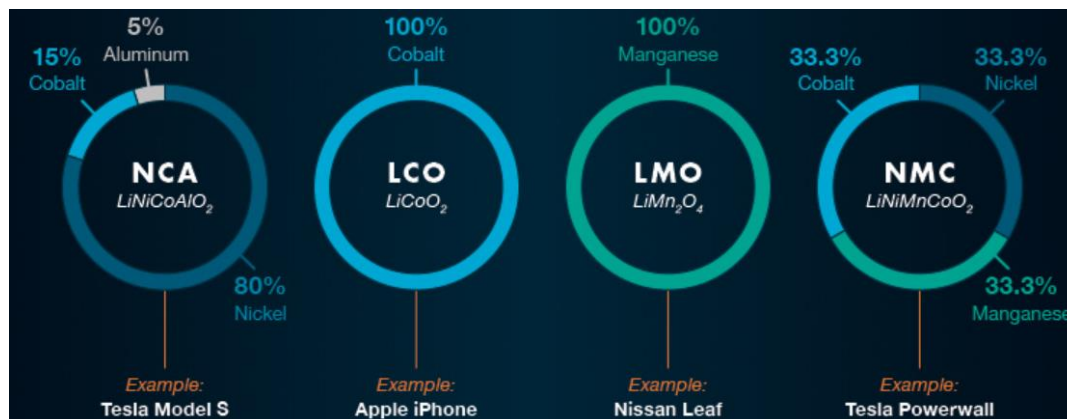 5%
Aluminum
15%
Cobalt
NCA
LiNiCoAlO₂
80%
Nickel
Example:
Tesla Model S
100%
Cobalt
LCO
LiCoO₂
Example:
Apple iPhone
100%
Manganese
LMO
LiMn₂O₄
Example:
Nissan Leaf
33.3%
Cobalt
33.3%
Nickel
NMC
LiNiMnCoO₂
33.3%
Manganese
Example:
Tesla Powerwall